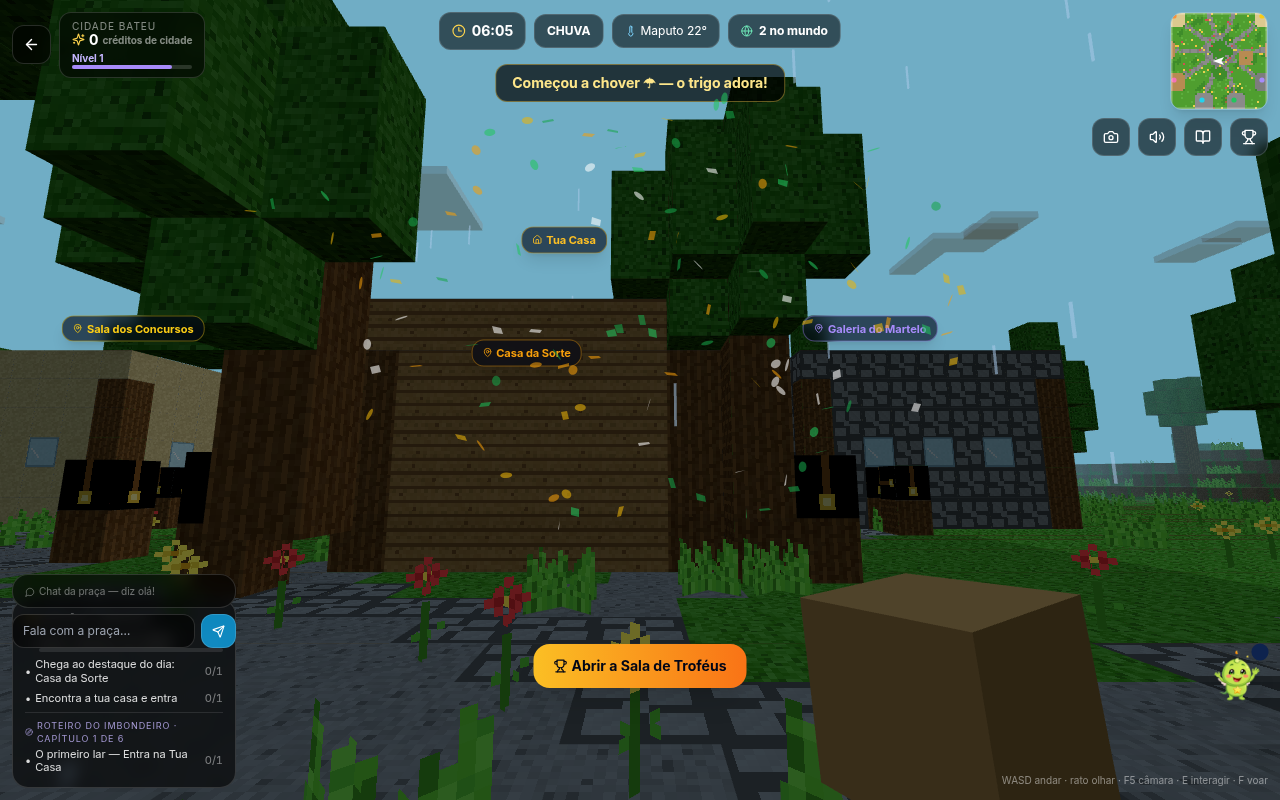 CIDADE BATEU
0 créditos de cidade
Nível 1
06:05
CHUVA
Maputo 22°
2 no mundo
Começou a chover ☂ — o trigo adora!
Tua Casa
Sala dos Concursos
Casa da Sorte
Galeria do Martelo
Chat da praça — diz olá!
Fala com a praça...
Chega ao destaque do dia: 0/1
Casa da Sorte
Encontra a tua casa e entra 0/1
ROTEIRO DO IMBONDEIRO ·
CAPÍTULO 1 DE 6
O primeiro lar — Entra na Tua 0/1
Casa
Abrir a Sala de Troféus
WASD andar · rato olhar · F5 câmara · E interagir · F voar